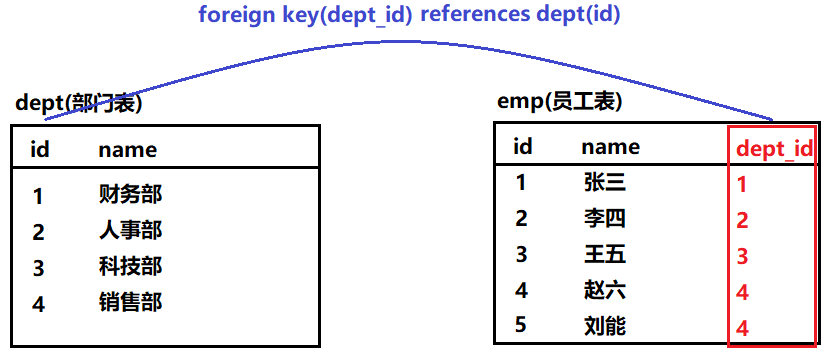 foreign key(dept_id) references dept(id)
dept(部门表)
id name
1 财务部
2 人事部
3 科技部
4 销售部
emp(员工表)
id name dept_id
1 张三 1
2 李四 2
3 王五 3
4 赵六 4
5 刘能 4